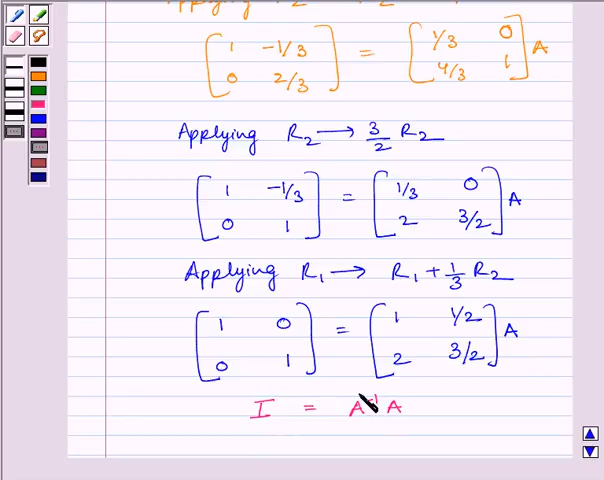 [1 -1/3; 0 2/3] = [1/3 0; 4/3 1] A
Applying R₂ → 3/2 R₂
[1 -1/3; 0 1] = [1/3 0; 2 3/2] A
Applying R₁ → R₁ + 1/3 R₂
[1 0; 0 1] = [1 1/2; 2 3/2] A
I = A⁻¹ A